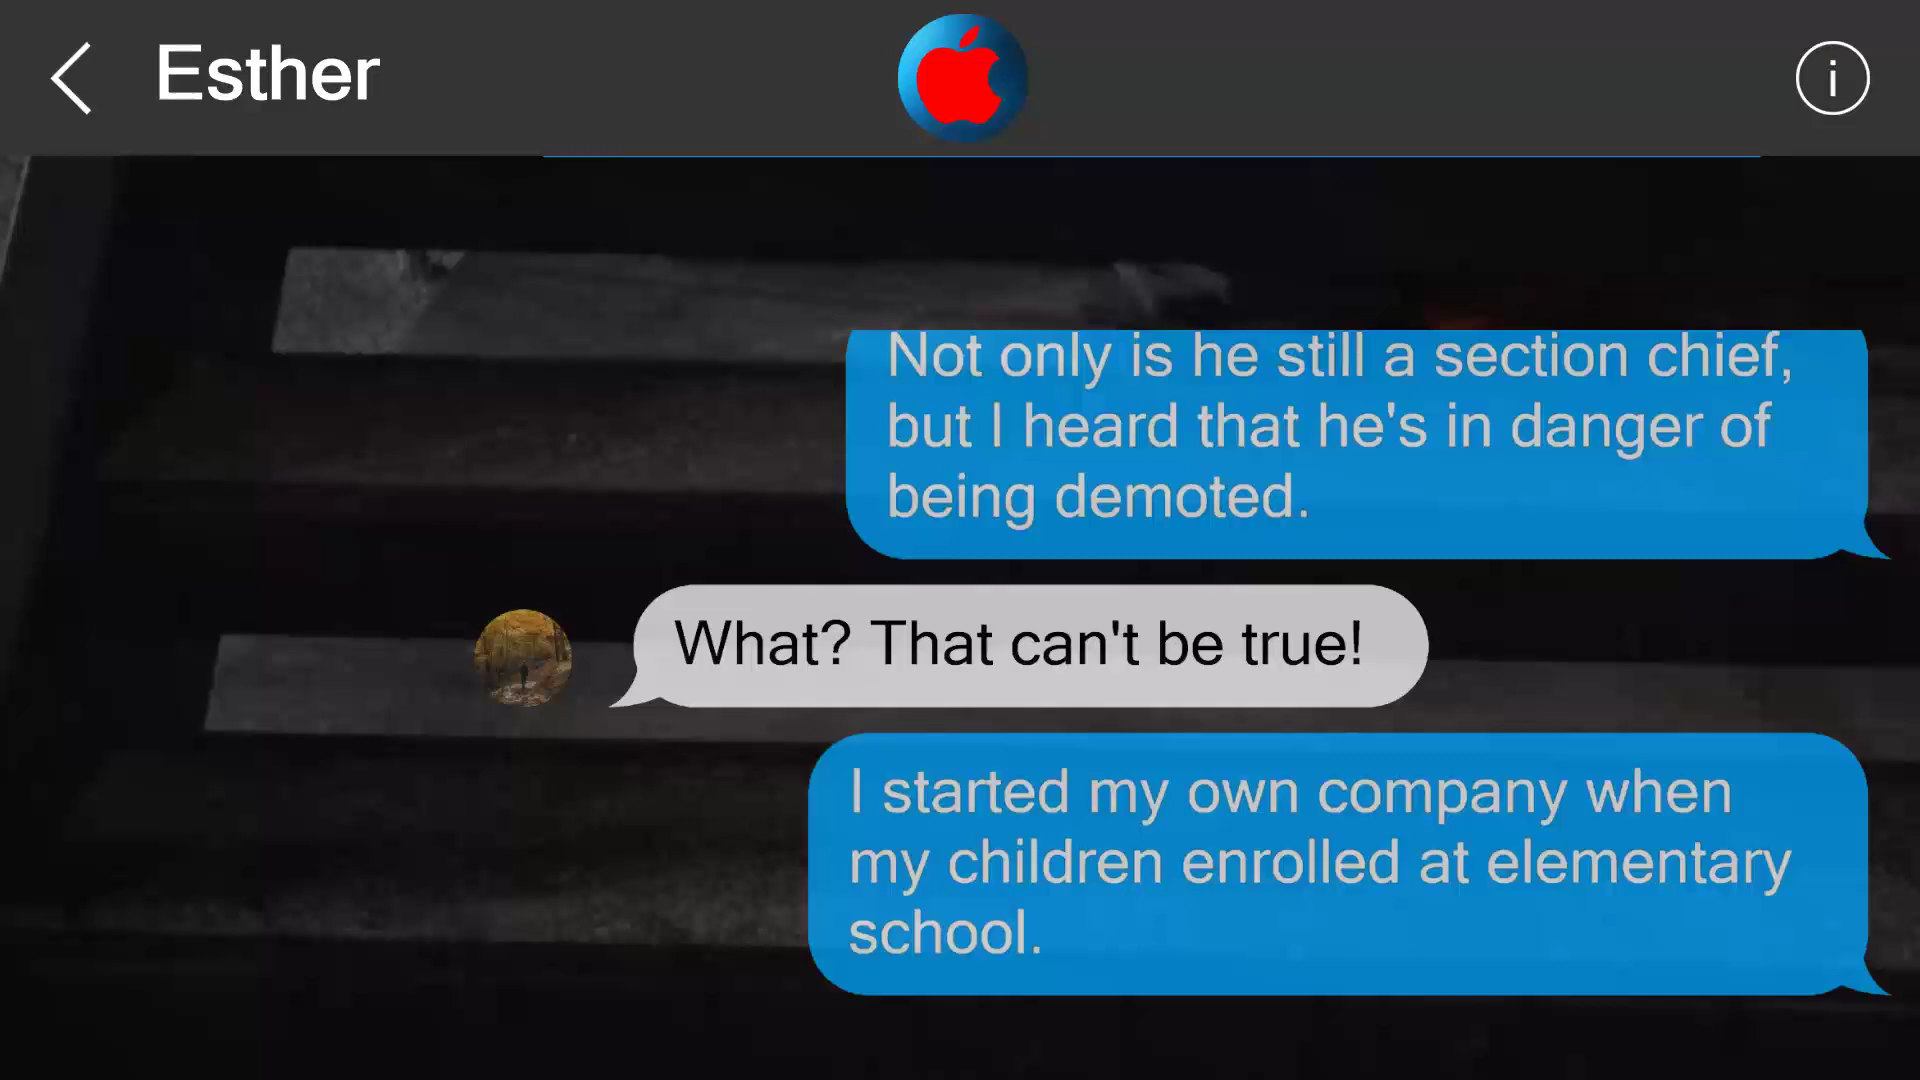 Esther
i
Not only is he still a section chief,
but I heard that he's in danger of
being demoted.
What? That can't be true!
I started my own company when
my children enrolled at elementary
school.